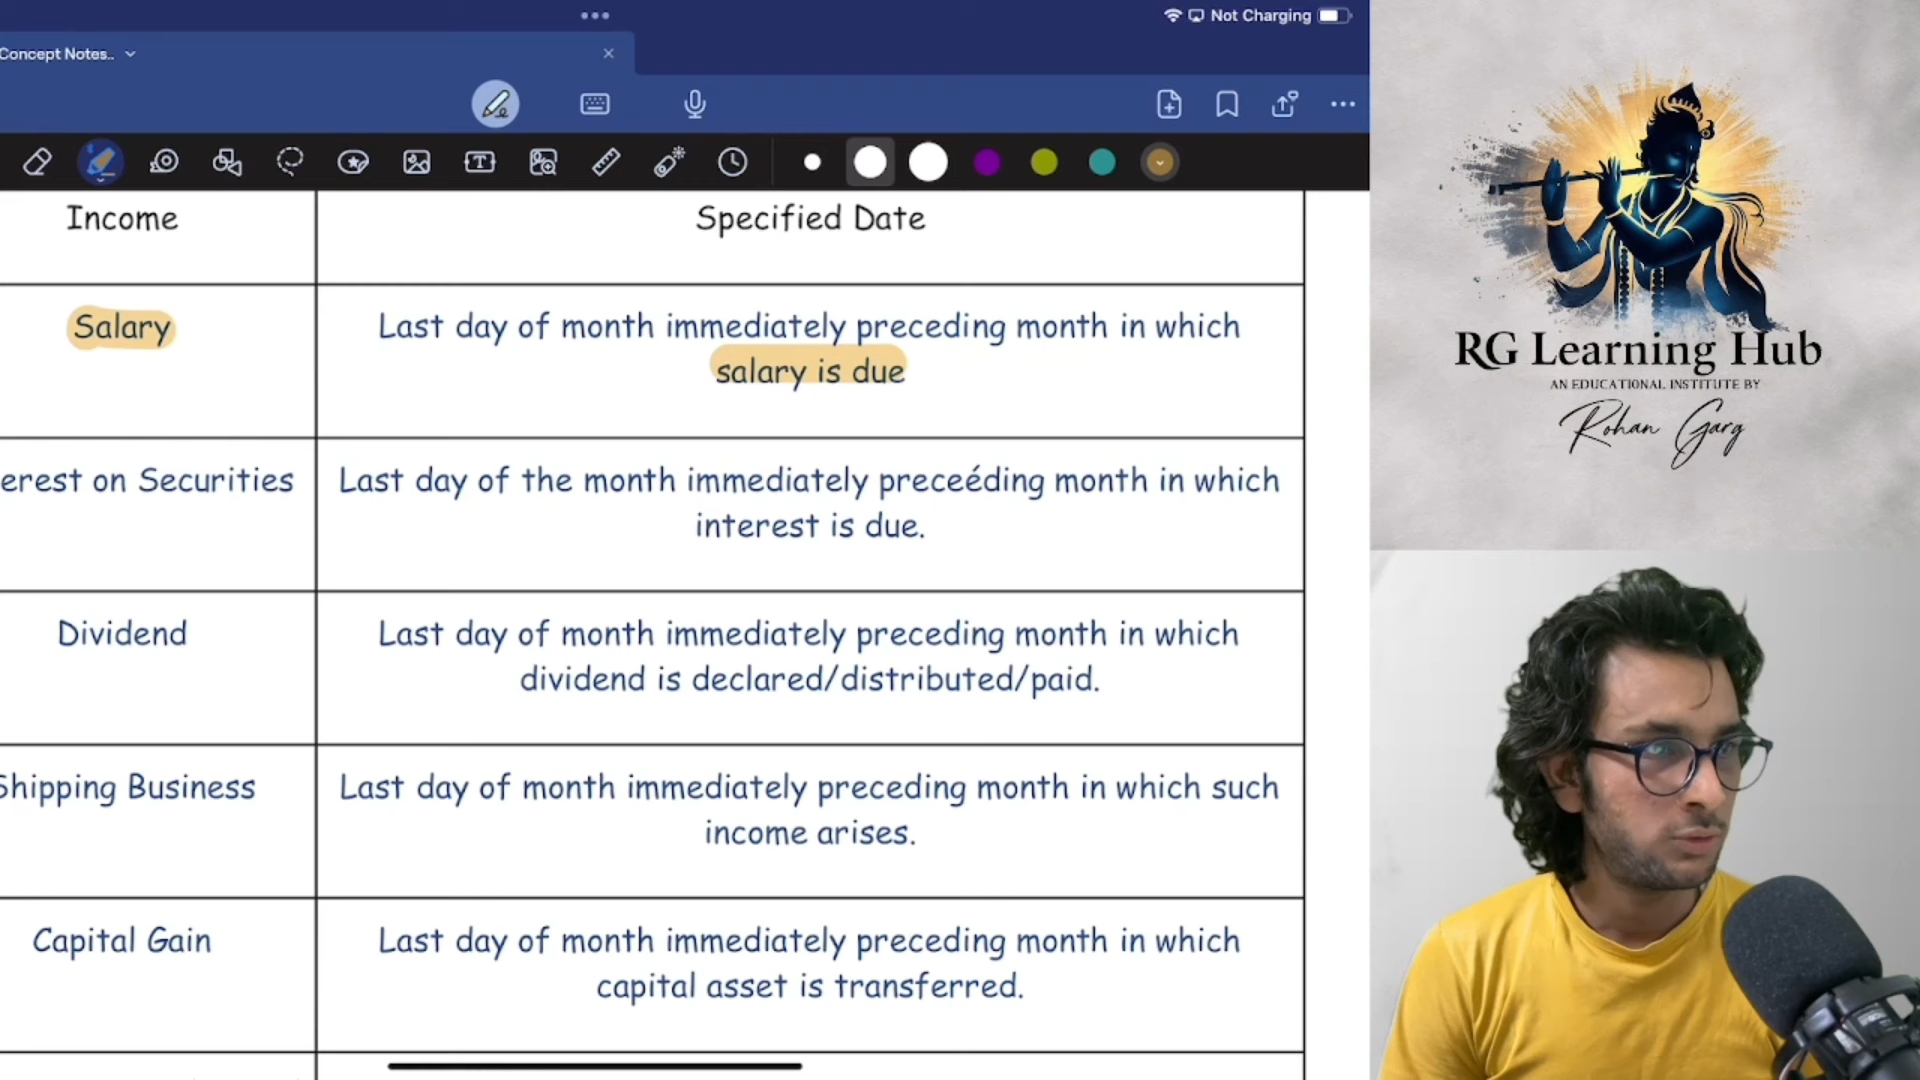 Not Charging
Concept Notes..
Income
Specified Date
Salary
Last day of month immediately preceding month in which
salary is due
erest on Securities
Last day of the month immediately preceéding month in which
interest is due.
Dividend
Last day of month immediately preceding month in which
dividend is declared/distributed/paid.
Shipping Business
Last day of month immediately preceding month in which such
income arises.
Capital Gain
Last day of month immediately preceding month in which
capital asset is transferred.
RG Learning Hub
AN EDUCATIONAL INSTITUTE BY
Rohan Garg